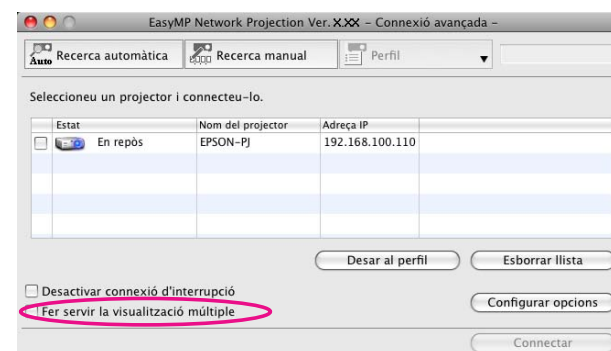 EasyMP Network Projection Ver. X.XX – Connexió avançada –
Auto Recerca automàtica Recerca manual Perfil
Seleccioneu un projector i connecteu-lo.
Estat Nom del projector Adreça IP
En repòs EPSON-PJ 192.168.100.110
Desar al perfil Esborrar llista
Desactivar connexió d'interrupció
Configurar opcions
Fer servir la visualització múltiple
Connectar